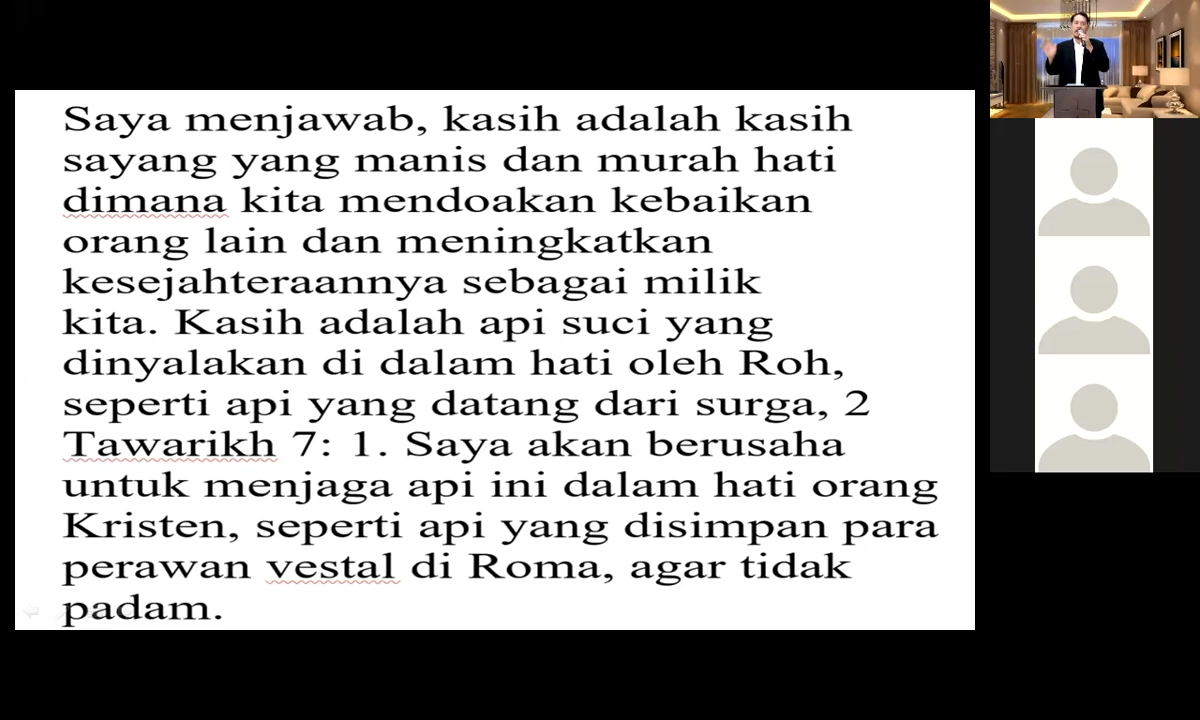 Saya menjawab, kasih adalah kasih
sayang yang manis dan murah hati
dimana kita mendoakan kebaikan
orang lain dan meningkatkan
kesejahteraannya sebagai milik
kita. Kasih adalah api suci yang
dinyalakan di dalam hati oleh Roh,
seperti api yang datang dari surga, 2
Tawarikh 7: 1. Saya akan berusaha
untuk menjaga api ini dalam hati orang
Kristen, seperti api yang disimpan para
perawan vestal di Roma, agar tidak
padam.